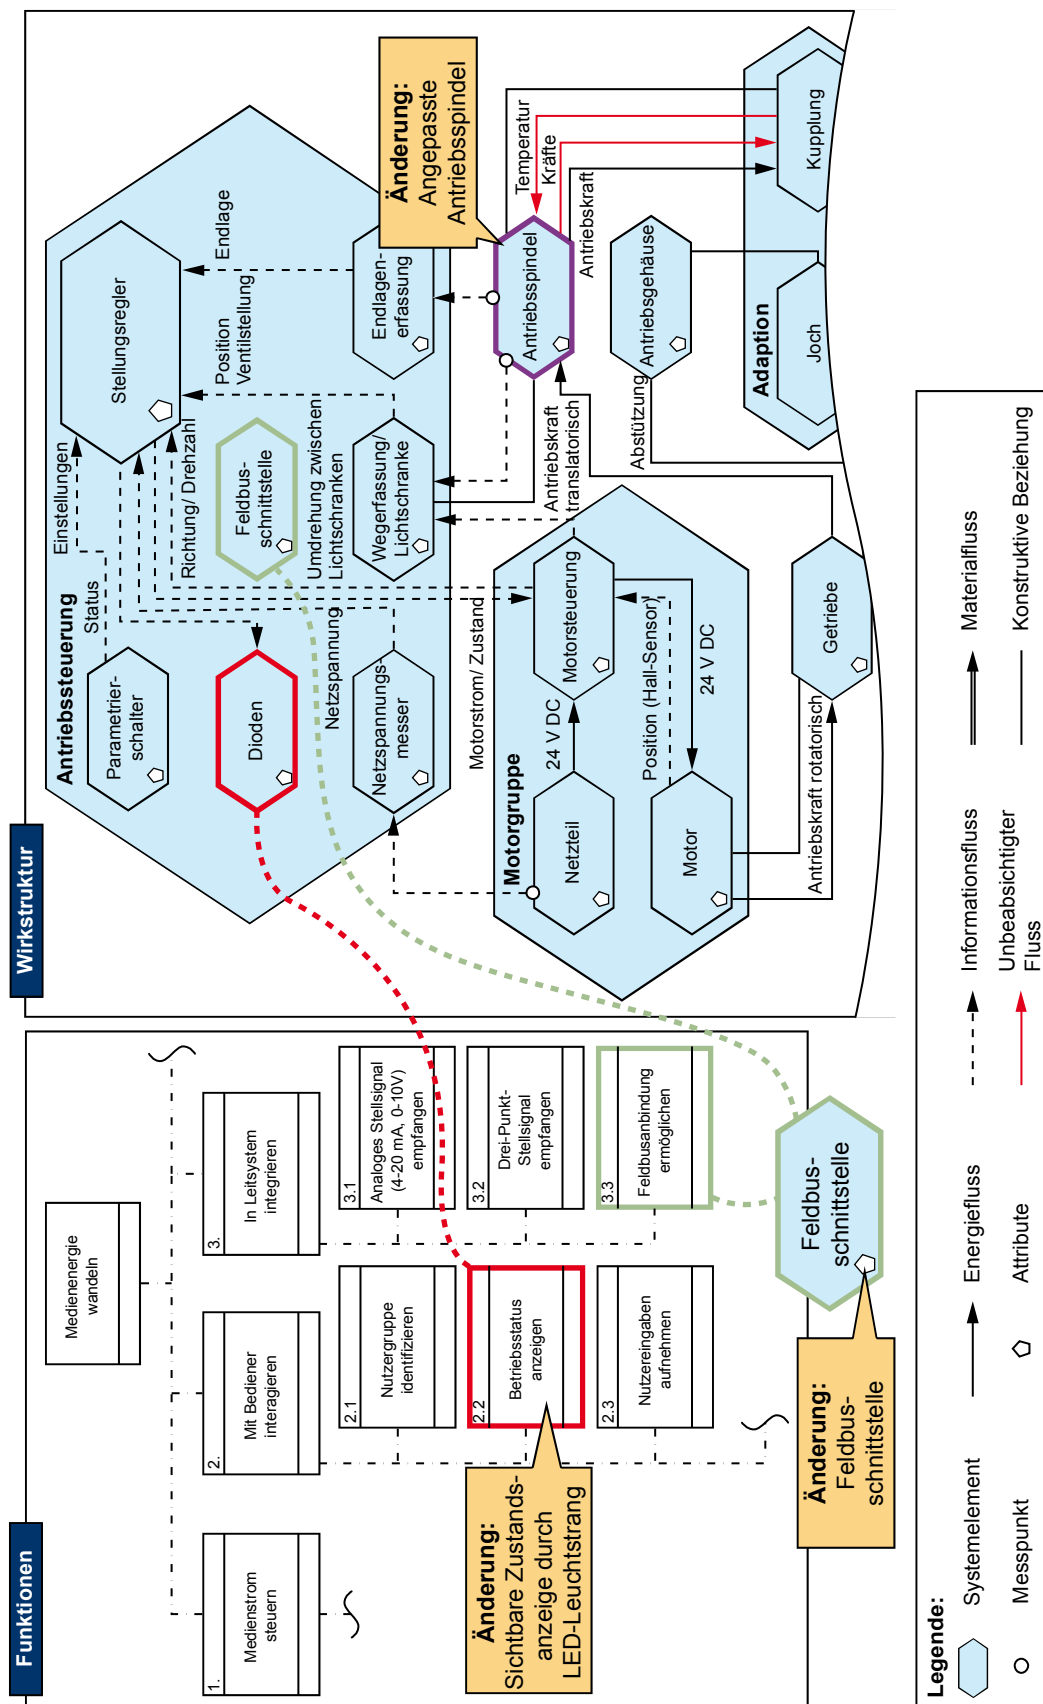 Funktionen
Medienenergie
wandeln
1.
Medienstrom
steuern
2.
Mit Bediener
interagieren
3.
In Leitsystem
integrieren
2.1
Nutzergruppe
identifizieren
3.1
Analoges Stellsignal
(4-20 mA, 0-10V)
empfangen
2.2
Betriebsstatus
anzeigen
3.2
Drei-Punkt-
Stellsignal
empfangen
2.3
Nutzereingaben
aufnehmen
3.3
Feldbusanbindung
ermöglichen
Änderung:
Sichtbare Zustands-
anzeige durch
LED-Leuchtstrang
Änderung:
Feldbus-
schnittstelle
Feldbus-
schnittstelle
Wirkstruktur
Antriebssteuerung
Parametrier-
schalter
Status
Einstellungen
Stellungsregler
Dioden
Richtung/ Drehzahl
Feldbus-
schnittstelle
Position
Ventilstellung
Endlage
Netzspannung
Umdrehung zwischen
Lichtschranken
Netzspannungs-
messer
Wegerfassung/
Lichtschranke
Endlagen-
erfassung
Änderung:
Angepasste
Antriebsspindel
Motorstrom/ Zustand
Motorgruppe
Netzteil
24 V DC
Motorsteuerung
Antriebskraft
translatorisch
Antriebsspindel
Temperatur
Kräfte
Antriebskraft
Position (Hall-Sensor)
Motor
24 V DC
Abstützung
Antriebsgehäuse
Antriebskraft rotatorisch
Getriebe
Adaption
Joch
Kupplung
Legende:
Systemelement
Energiefluss
Informationsfluss
Materialfluss
Messpunkt
Attribute
Unbeabsichtigter
Fluss
Konstruktive Beziehung